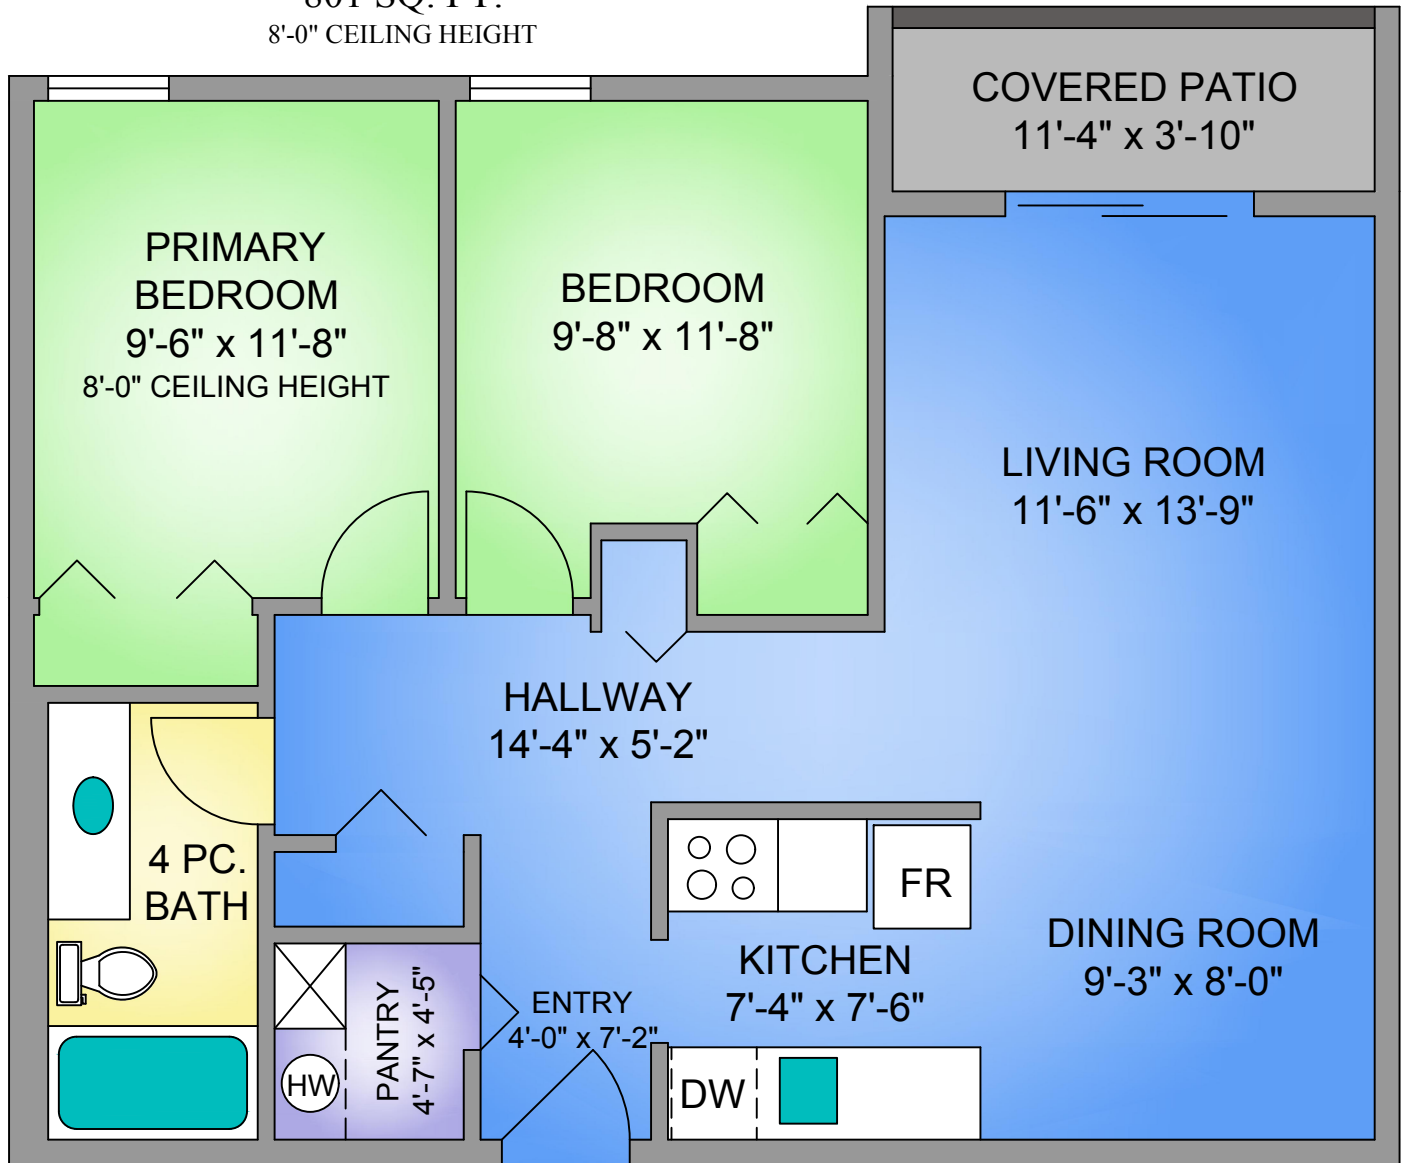 801 SQ. FT.
8'-0" CEILING HEIGHT
COVERED PATIO
11'-4" x 3'-10"
PRIMARY
BEDROOM
9'-6" x 11'-8"
8'-0" CEILING HEIGHT
BEDROOM
9'-8" x 11'-8"
LIVING ROOM
11'-6" x 13'-9"
HALLWAY
14'-4" x 5'-2"
4 PC.
BATH
FR
KITCHEN
7'-4" x 7'-6"
DINING ROOM
9'-3" x 8'-0"
PANTRY
4'-7" x 4'-5"
HW
ENTRY
4'-0" x 7'-2"
DW